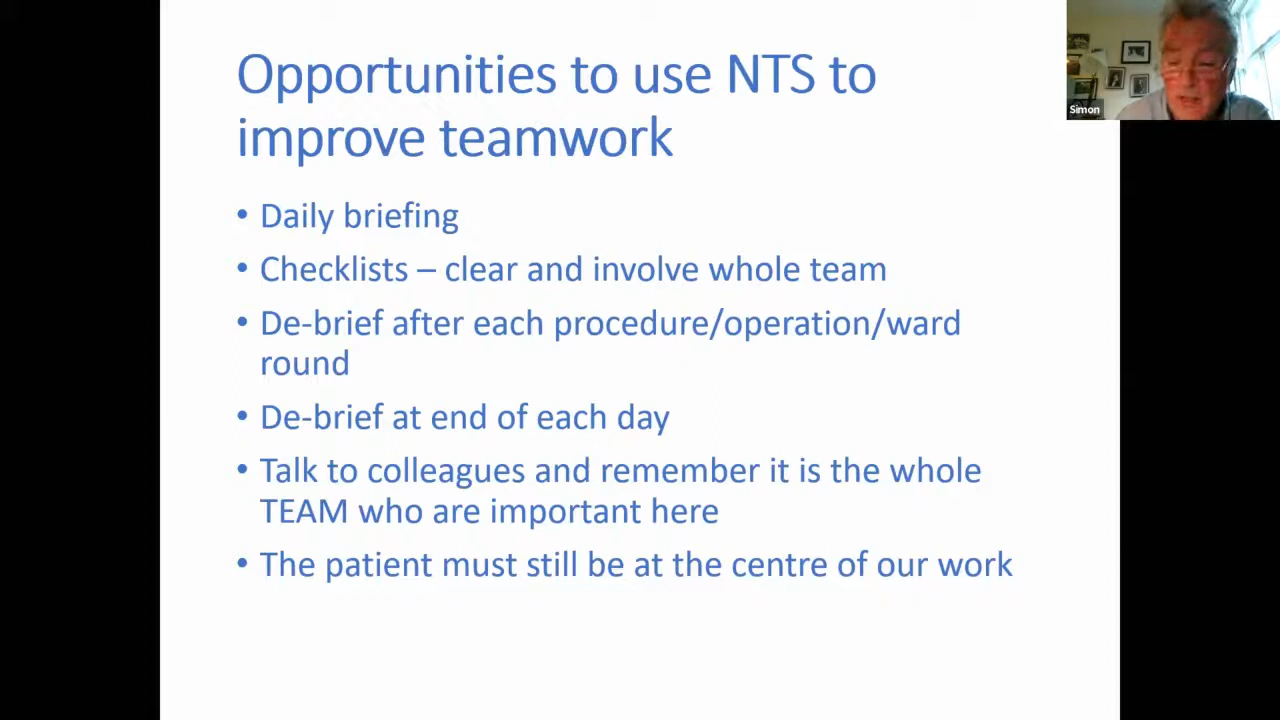 Opportunities to use NTS to
improve teamwork
• Daily briefing
• Checklists – clear and involve whole team
• De-brief after each procedure/operation/ward
round
• De-brief at end of each day
• Talk to colleagues and remember it is the whole
TEAM who are important here
• The patient must still be at the centre of our work
Simon